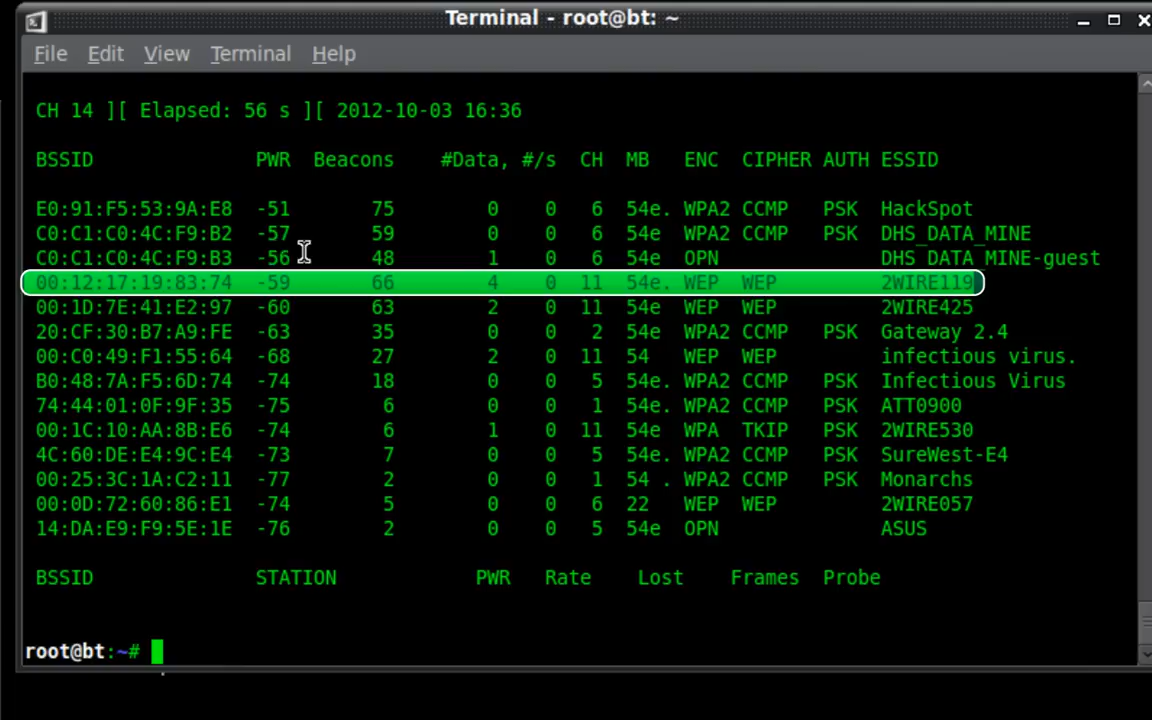 Terminal - root@bt: ~
File Edit View Terminal Help
CH 14 ][ Elapsed: 56 s ][ 2012-10-03 16:36
BSSID PWR Beacons #Data, #/s CH MB ENC CIPHER AUTH ESSID
E0:91:F5:53:9A:E8 -51 75 0 0 6 54e. WPA2 CCMP PSK HackSpot
C0:C1:C0:4C:F9:B2 -57 59 0 0 6 54e. WPA2 CCMP PSK DHS_DATA_MINE
C0:C1:C0:4C:F9:B3 -56 48 1 0 6 54e OPN DHS_DATA_MINE-guest
00:12:17:19:83:74 -59 66 4 0 11 54e. WEP WEP 2WIRE119
00:1D:7E:41:E2:97 -60 63 2 0 11 54e WEP WEP 2WIRE425
20:CF:30:B7:A9:FE -63 35 0 0 2 54e WPA2 CCMP PSK Gateway 2.4
00:C0:49:F1:55:64 -68 27 2 0 11 54 WEP WEP infectious virus.
B0:48:7A:F5:6D:74 -74 18 0 0 5 54e. WPA2 CCMP PSK Infectious Virus
74:44:01:0F:9F:35 -75 6 0 0 1 54e. WPA2 CCMP PSK ATT0900
00:1C:10:AA:8B:E6 -74 6 1 0 11 54e WPA TKIP PSK 2WIRE530
4C:60:DE:E4:9C:E4 -73 7 0 0 5 54e. WPA2 CCMP PSK SureWest-E4
00:25:3C:1A:C2:11 -77 2 0 0 1 54 . WPA2 CCMP PSK Monarchs
00:0D:72:60:86:E1 -74 5 0 0 6 22 WEP WEP 2WIRE057
14:DA:E9:F9:5E:1E -76 2 0 0 5 54e OPN ASUS
BSSID STATION PWR Rate Lost Frames Probe
root@bt:~#